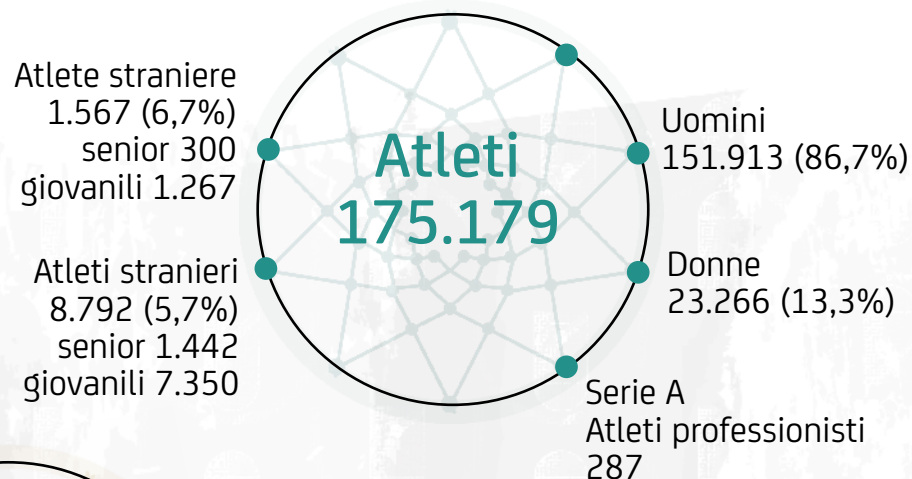 Atleti
175.179
Atlete straniere
1.567 (6,7%)
senior 300
giovanili 1.267
Atleti stranieri
8.792 (5,7%)
senior 1.442
giovanili 7.350
Uomini
151.913 (86,7%)
Donne
23.266 (13,3%)
Serie A
Atleti professionisti
287